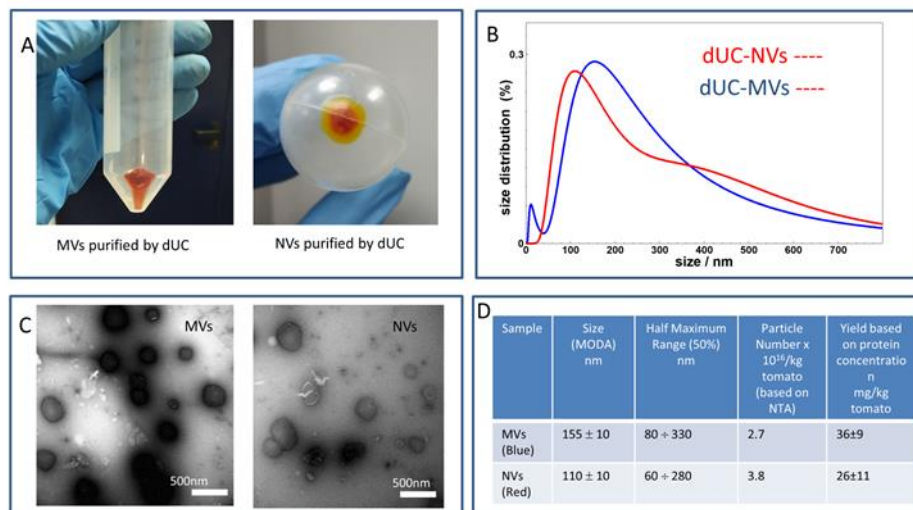 A
MVs purified by dUC
NVs purified by dUC
B
dUC-NVs ----
dUC-MVs ----
0.3
0
size distribution (%)
0 100 200 300 400 500 600 700
size / nm
C
MVs
NVs
500nm
500nm
D
Sample
Size
(MODA)
nm
Half Maximum
Range (50%)
nm
Particle
Number x
10¹⁶/kg
tomato
(based on
NTA)
Yield based
on protein
concentratio
n
mg/kg
tomato
MVs
(Blue)
155 ± 10
80 ÷ 330
2.7
36±9
NVs
(Red)
110 ± 10
60 ÷ 280
3.8
26±11